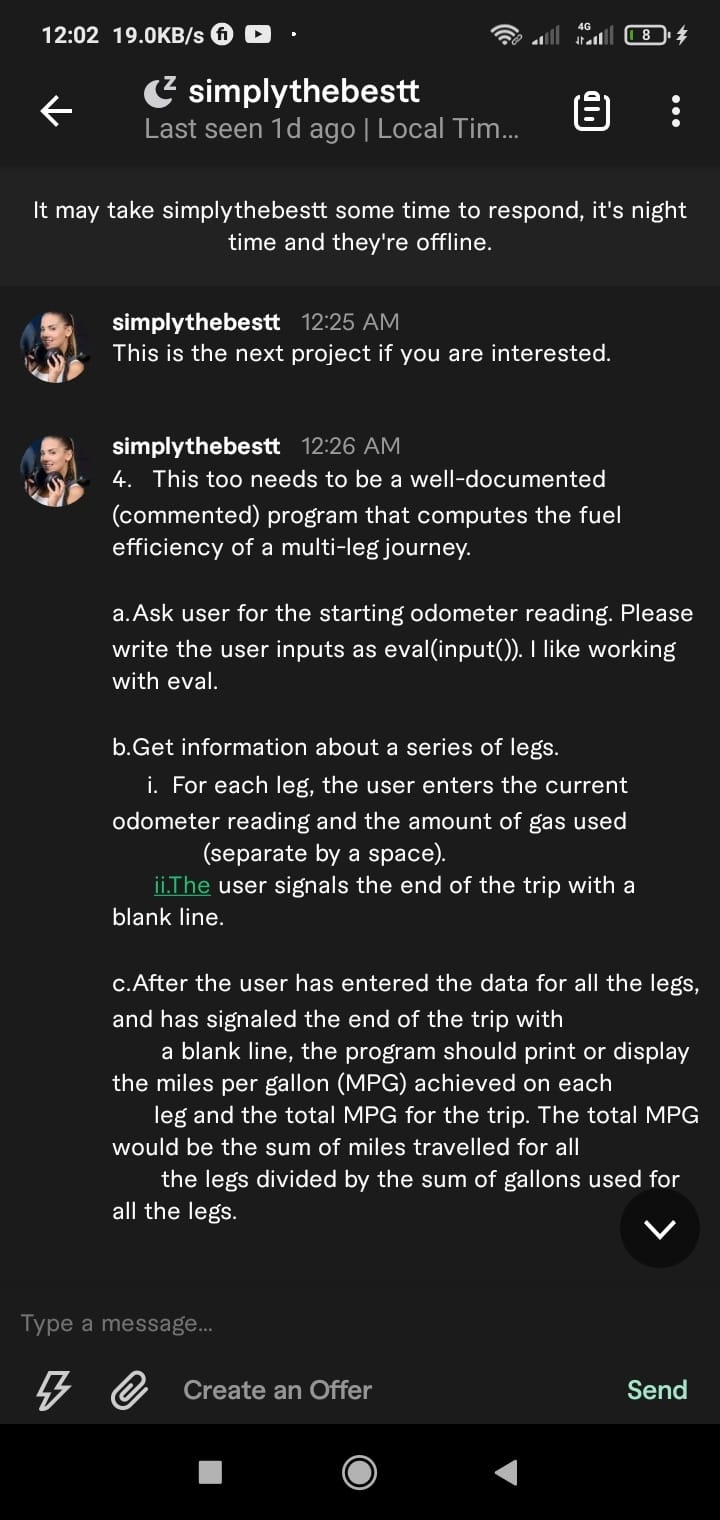 12:02 19.0KB/s
4G
8
simplythebestt
Last seen 1d ago | Local Tim...
It may take simplythebestt some time to respond, it's night
time and they're offline.
simplythebestt 12:25 AM
This is the next project if you are interested.
simplythebestt 12:26 AM
4. This too needs to be a well-documented
(commented) program that computes the fuel
efficiency of a multi-leg journey.
a.Ask user for the starting odometer reading. Please
write the user inputs as eval(input()). I like working
with eval.
b.Get information about a series of legs.
i. For each leg, the user enters the current
odometer reading and the amount of gas used
(separate by a space).
ii.The user signals the end of the trip with a
blank line.
c.After the user has entered the data for all the legs,
and has signaled the end of the trip with
a blank line, the program should print or display
the miles per gallon (MPG) achieved on each
leg and the total MPG for the trip. The total MPG
would be the sum of miles travelled for all
the legs divided by the sum of gallons used for
all the legs.
Type a message...
Create an Offer
Send